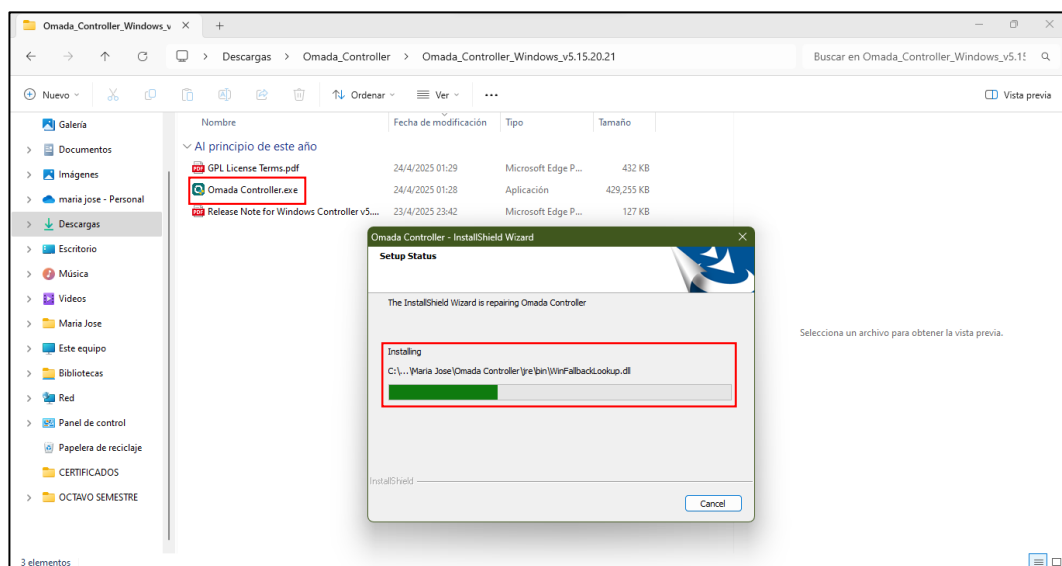 Omada_Controller_Windows_v
Descargas > Omada_Controller > Omada_Controller_Windows_v5.15.20.21
Buscar en Omada_Controller_Windows_v5.15
Nuevo
Ordenar
Ver
Vista previa
Galería
Documentos
Imágenes
maria jose - Personal
Descargas
Escritorio
Música
Videos
Maria Jose
Este equipo
Bibliotecas
Red
Panel de control
Papelera de reciclaje
CERTIFICADOS
OCTAVO SEMESTRE
Nombre Fecha de modificación Tipo Tamaño
Al principio de este año
GPL License Terms.pdf 24/4/2025 01:29 Microsoft Edge P... 432 KB
Omada Controller.exe 24/4/2025 01:28 Aplicación 429,255 KB
Release Note for Windows Controller v5.... 23/4/2025 23:42 Microsoft Edge P... 127 KB
Omada Controller - InstallShield Wizard
Setup Status
The InstallShield Wizard is repairing Omada Controller
Installing
C:\...\Maria Jose\Omada Controller\jre\bin\WinFallbackLookup.dll
InstallShield
Cancel
Selecciona un archivo para obtener la vista previa.
3 elementos